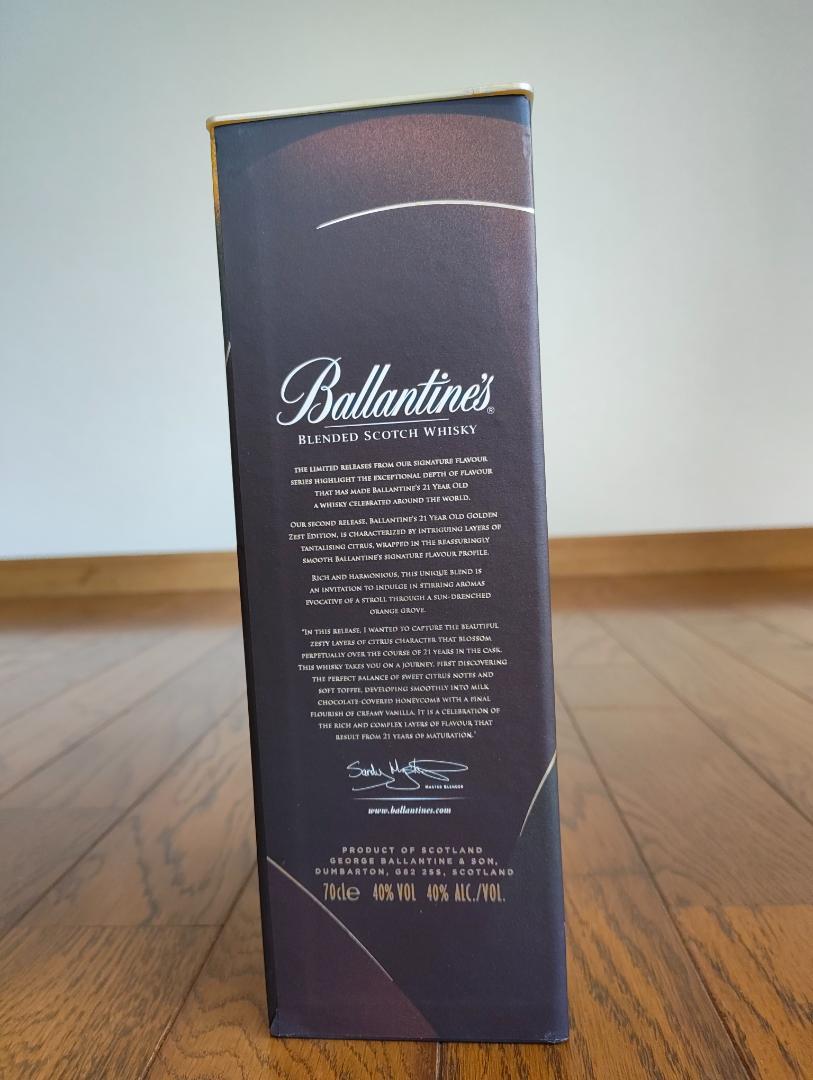 Ballantine's®
BLENDED SCOTCH WHISKY
THE LIMITED RELEASES FROM OUR SIGNATURE FLAVOUR
SERIES HIGHLIGHT THE EXCEPTIONAL DEPTH OF FLAVOUR
THAT HAS MADE BALLANTINE'S 21 YEAR OLD
A WHISKY CELEBRATED AROUND THE WORLD.
OUR SECOND RELEASE, BALLANTINE'S 21 YEAR OLD GOLDEN
ZEST EDITION, IS CHARACTERIZED BY INTRIGUING LAYERS OF
TANTALISING CITRUS, WRAPPED IN THE REASSURINGLY
SMOOTH BALLANTINE'S SIGNATURE FLAVOUR PROFILE.
RICH AND HARMONIOUS, THIS UNIQUE BLEND IS
AN INVITATION TO INDULGE IN STIRRING AROMAS
EVOCATIVE OF A STROLL THROUGH A SUN-DRENCHED
ORANGE GROVE.
"IN THIS RELEASE, I WANTED TO CAPTURE THE BEAUTIFUL
ZESTY LAYERS OF CITRUS CHARACTER THAT BLOSSOM
PERPETUALLY OVER THE COURSE OF 21 YEARS IN THE CASK.
THIS WHISKY TAKES YOU ON A JOURNEY, FIRST DISCOVERING
THE PERFECT BALANCE OF SWEET CITRUS NOTES AND
SOFT TOFFEE, DEVELOPING SMOOTHLY INTO MILK
CHOCOLATE-COVERED HONEYCOMB WITH A FINAL
FLOURISH OF CREAMY VANILLA. IT IS A CELEBRATION OF
THE RICH AND COMPLEX LAYERS OF FLAVOUR THAT
RESULT FROM 21 YEARS OF MATURATION."
Sandy
MASTER BLENDER
www.ballantines.com
PRODUCT OF SCOTLAND
GEORGE BALLANTINE & SON,
DUMBARTON, G82 2SS, SCOTLAND
70cl℮ 40% VOL 40% ALC./VOL.